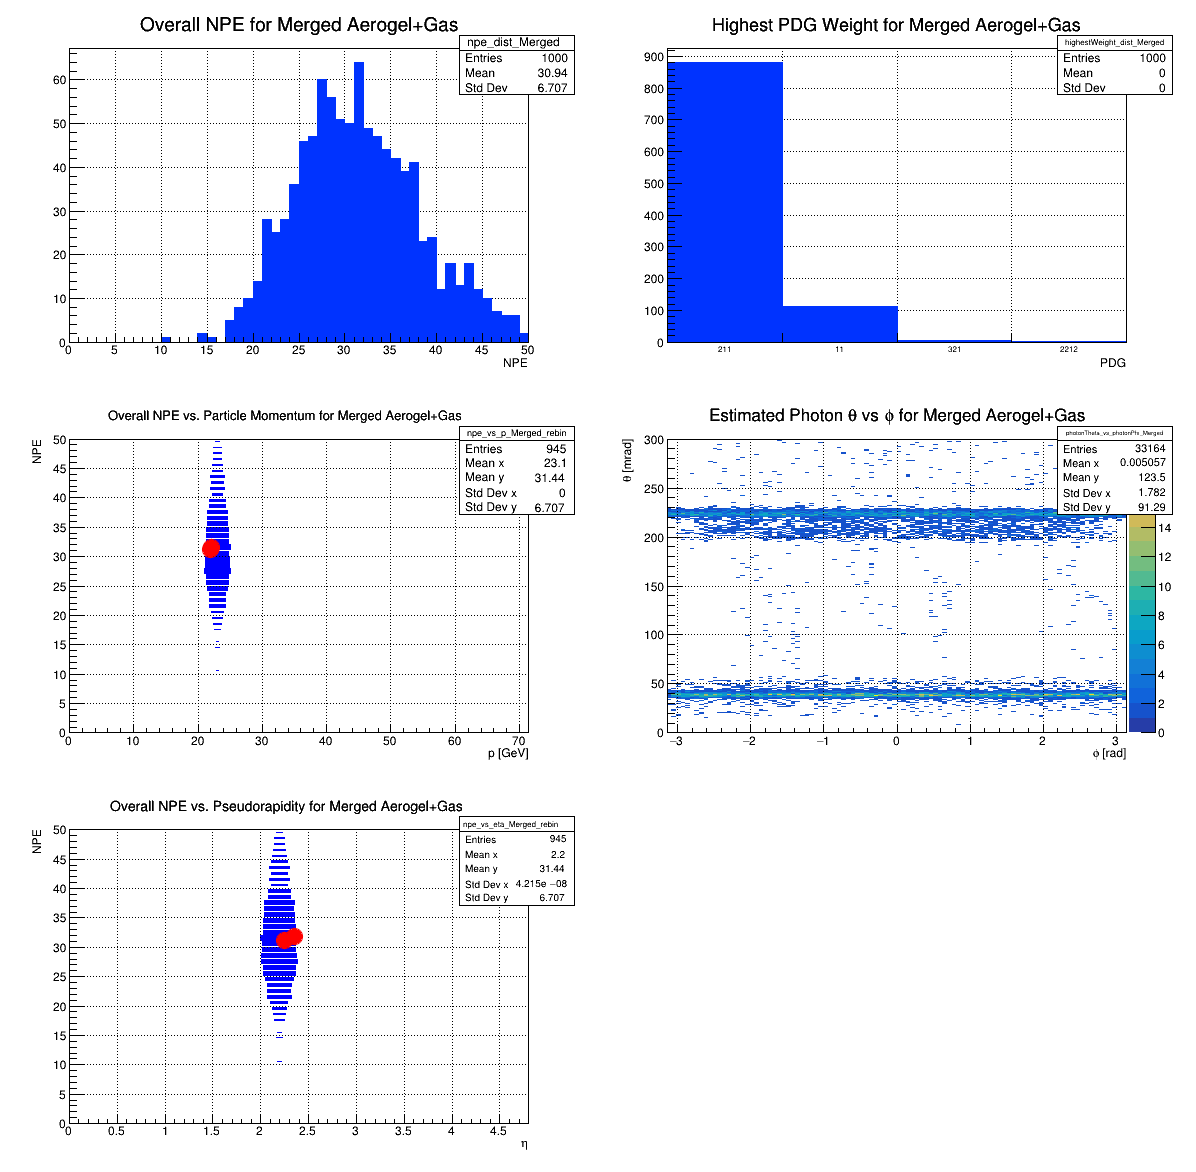 Overall NPE for Merged Aerogel+Gas
npe_dist_Merged
Entries 1000
Mean 30.94
Std Dev 6.707
60
50
40
30
20
10
0
0 5 10 15 20 25 30 35 40 45 50
NPE
Highest PDG Weight for Merged Aerogel+Gas
highestWeight_dist_Merged
Entries 1000
Mean 0
Std Dev 0
900
800
700
600
500
400
300
200
100
0
211 11 321 2212
PDG
Overall NPE vs. Particle Momentum for Merged Aerogel+Gas
npe_vs_p_Merged_rebin
Entries 945
Mean x 23.1
Mean y 31.44
Std Dev x 0
Std Dev y 6.707
NPE
50
45
40
35
30
25
20
15
10
5
0
0 10 20 30 40 50 60 70
p [GeV]
Estimated Photon θ vs ϕ for Merged Aerogel+Gas
photonTheta_vs_photonPhi_Merged
Entries 33164
Mean x 0.005057
Mean y 123.5
Std Dev x 1.782
Std Dev y 91.29
θ [mrad]
300
250
200
150
100
50
0
−3 −2 −1 0 1 2 3
ϕ [rad]
14
12
10
8
6
4
2
0
Overall NPE vs. Pseudorapidity for Merged Aerogel+Gas
npe_vs_eta_Merged_rebin
Entries 945
Mean x 2.2
Mean y 31.44
Std Dev x 4.215e −08
Std Dev y 6.707
NPE
50
45
40
35
30
25
20
15
10
5
0
0 0.5 1 1.5 2 2.5 3 3.5 4 4.5
η